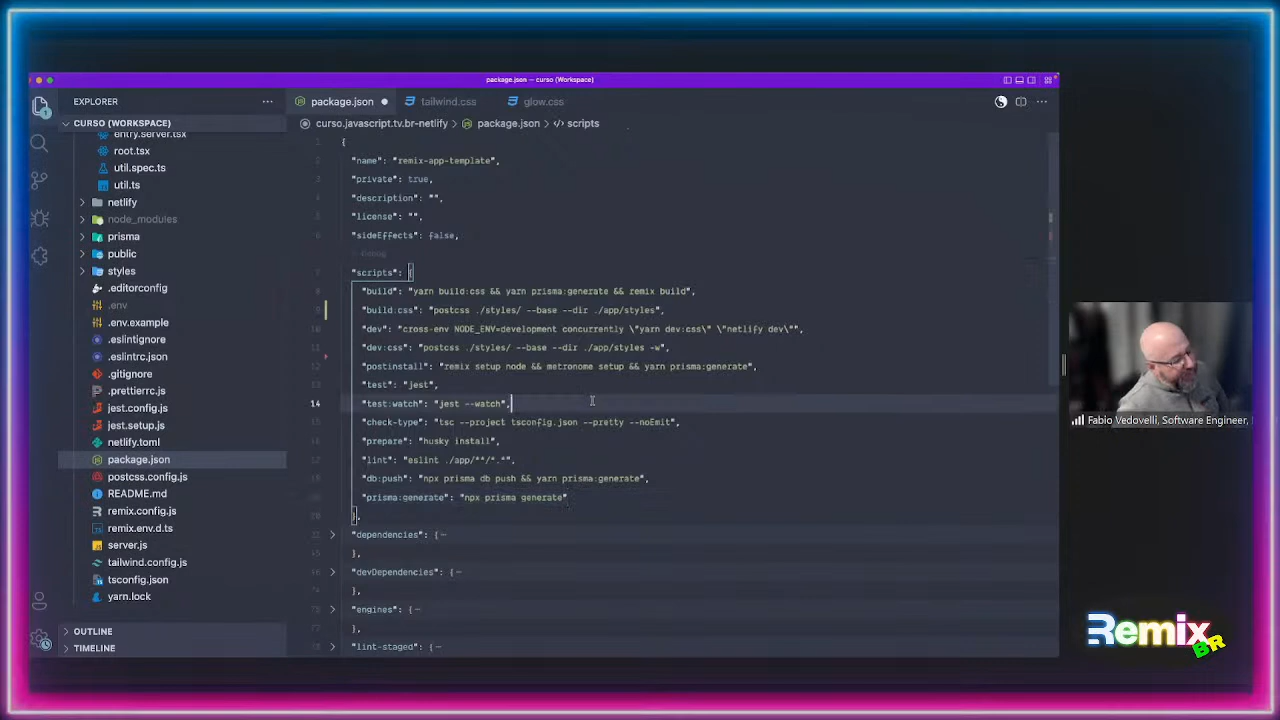 package.json — curso (Workspace)
EXPLORER
package.json
tailwind.css
glow.css
CURSO (WORKSPACE)
curso.javascript.tv.br-netlify > package.json > scripts
entry.server.tsx
root.tsx
util.spec.ts
util.ts
netlify
node_modules
prisma
public
styles
.editorconfig
.env
.env.example
.eslintignore
.eslintrc.json
.gitignore
.prettierrc.js
jest.config.js
jest.setup.js
netlify.toml
package.json
postcss.config.js
README.md
remix.config.js
remix.env.d.ts
server.js
tailwind.config.js
tsconfig.json
yarn.lock
OUTLINE
TIMELINE
{
"name": "remix-app-template",
"private": true,
"description": "",
"license": "",
"sideEffects": false,
Debug
"scripts": {
"build": "yarn build:css && yarn prisma:generate && remix build",
"build:css": "postcss ./styles/ --base --dir ./app/styles",
"dev": "cross-env NODE_ENV=development concurrently \"yarn dev:css\" \"netlify dev\"",
"dev:css": "postcss ./styles/ --base --dir ./app/styles -w",
"postinstall": "remix setup node && metronome setup && yarn prisma:generate",
"test": "jest",
14 "test:watch": "jest --watch",
"check-type": "tsc --project tsconfig.json --pretty --noEmit",
"prepare": "husky install",
"lint": "eslint ./app/**/*.*",
"db:push": "npx prisma db push && yarn prisma:generate",
"prisma:generate": "npx prisma generate"
},
"dependencies": {
},
"devDependencies": {
},
"engines": {
},
"lint-staged": {
Fabio Vedovelli, Software Engineer,
Remix
BR